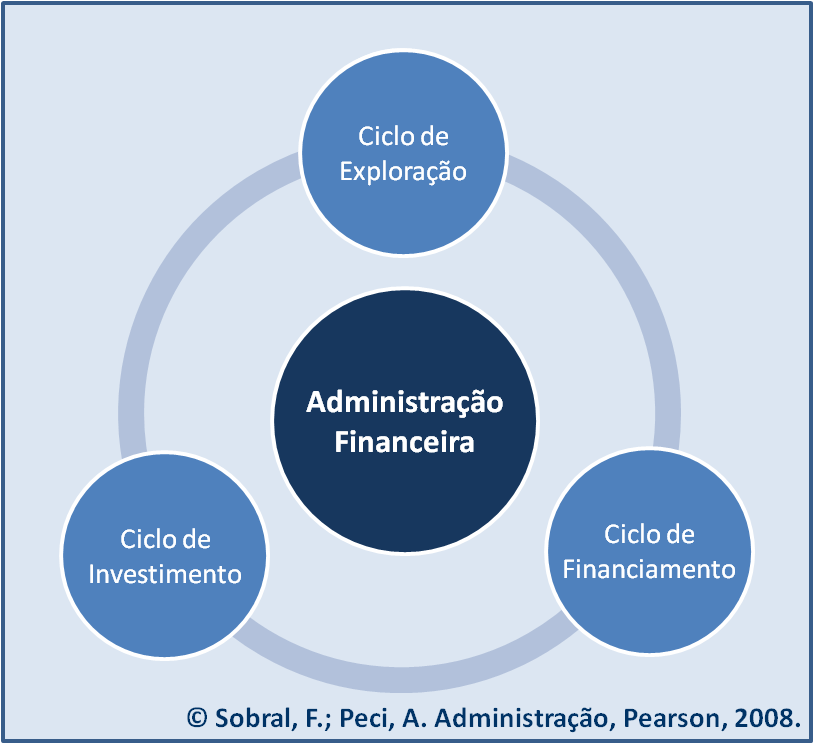 Ciclo de
Exploração
Administração
Financeira
Ciclo de
Investimento
Ciclo de
Financiamento
© Sobral, F.; Peci, A. Administração, Pearson, 2008.